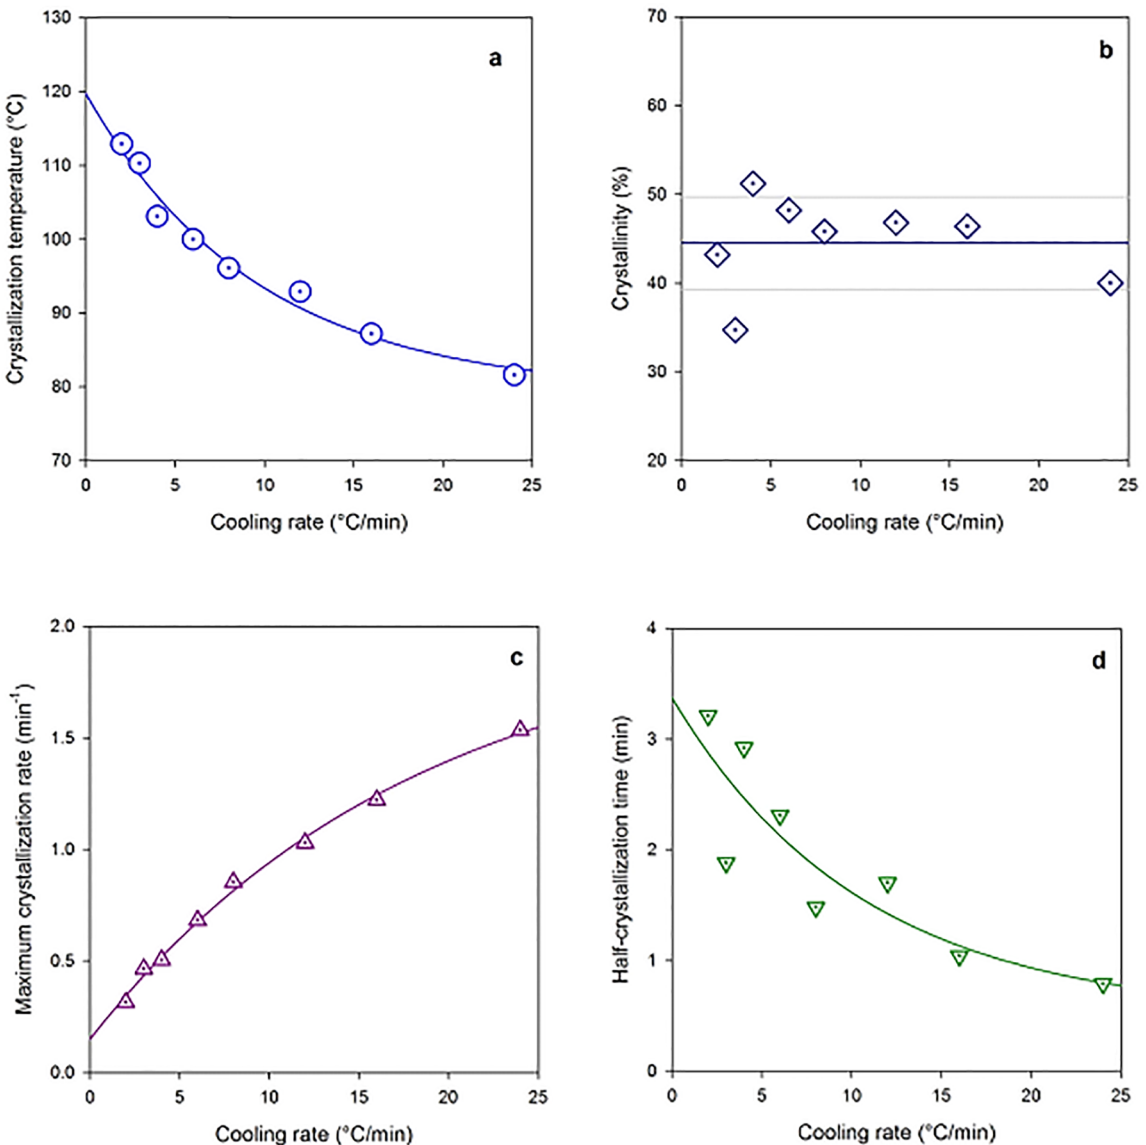 a
Crystallization temperature (°C)
130
120
110
100
90
80
70
0 5 10 15 20 25
Cooling rate (°C/min)
b
Crystallinity (%)
70
60
50
40
30
20
0 5 10 15 20 25
Cooling rate (°C/min)
c
Maximum crystallization rate (min-1)
2.0
1.5
1.0
0.5
0.0
0 5 10 15 20 25
Cooling rate (°C/min)
d
Half-crystallization time (min)
4
3
2
1
0
0 5 10 15 20 25
Cooling rate (°C/min)